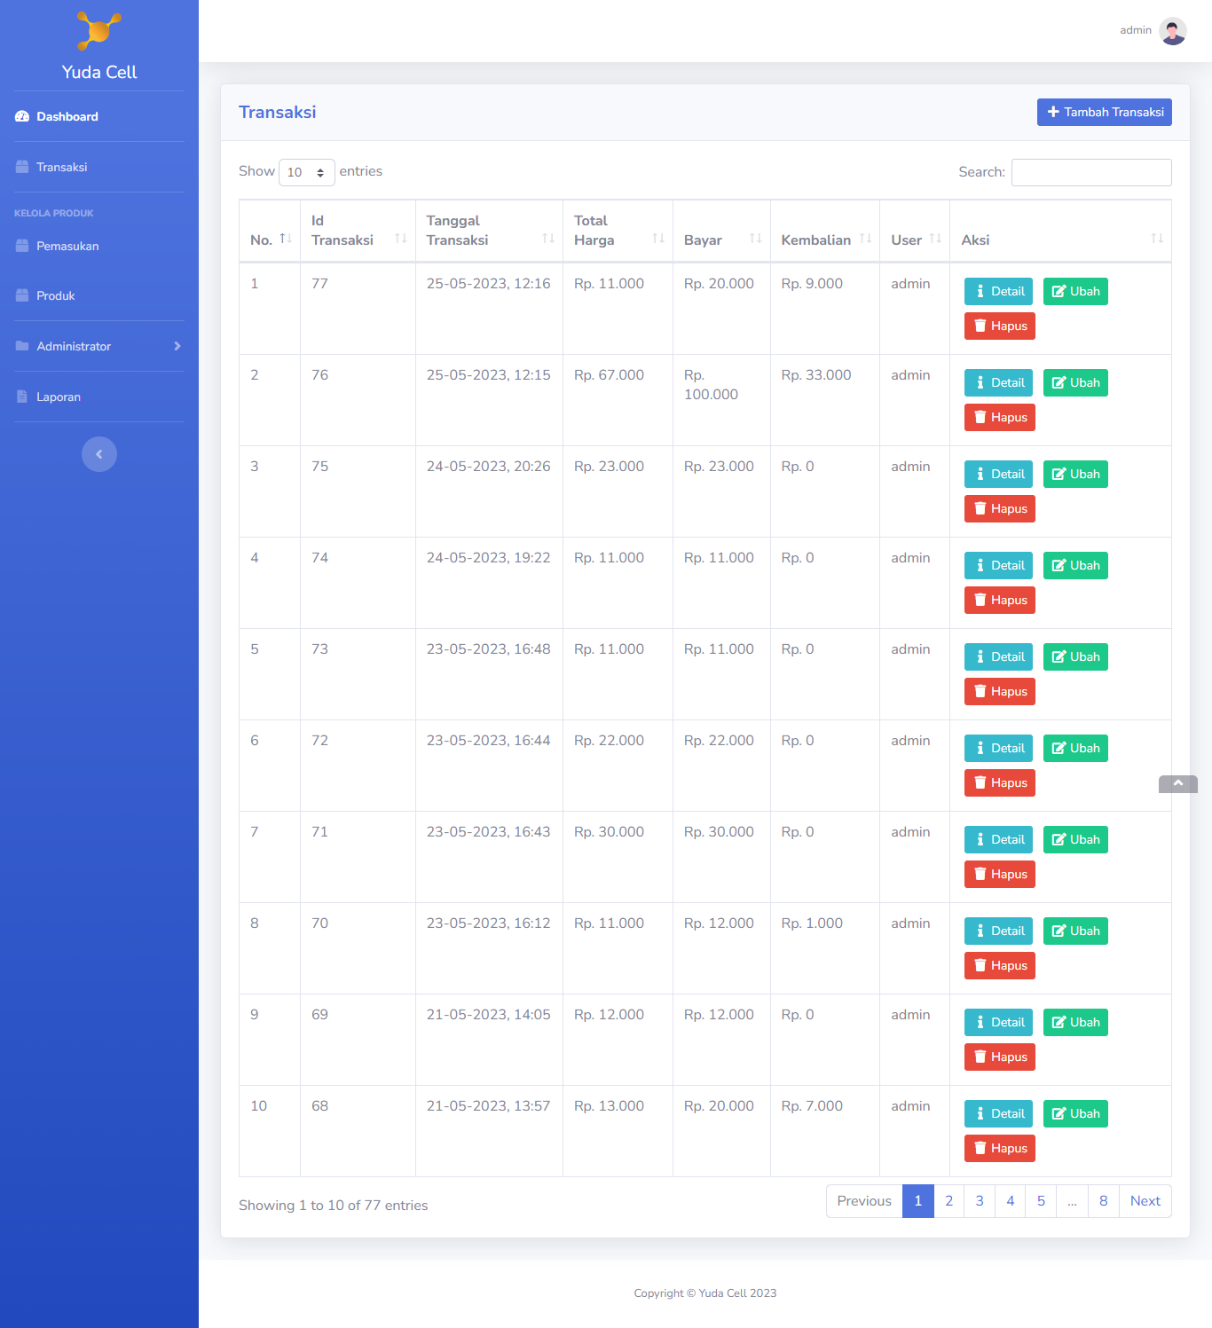 Yuda Cell
Dashboard
Transaksi
KELOLA PRODUK
Pemasukan
Produk
Administrator
Laporan
admin
Transaksi
Tambah Transaksi
Show 10 entries
Search:
No. Id Transaksi Tanggal Transaksi Total Harga Bayar Kembalian User Aksi
1 77 25-05-2023, 12:16 Rp. 11.000 Rp. 20.000 Rp. 9.000 admin Detail Ubah
Hapus
2 76 25-05-2023, 12:15 Rp. 67.000 Rp. 100.000 Rp. 33.000 admin Detail Ubah
Hapus
3 75 24-05-2023, 20:26 Rp. 23.000 Rp. 23.000 Rp. 0 admin Detail Ubah
Hapus
4 74 24-05-2023, 19:22 Rp. 11.000 Rp. 11.000 Rp. 0 admin Detail Ubah
Hapus
5 73 23-05-2023, 16:48 Rp. 11.000 Rp. 11.000 Rp. 0 admin Detail Ubah
Hapus
6 72 23-05-2023, 16:44 Rp. 22.000 Rp. 22.000 Rp. 0 admin Detail Ubah
Hapus
7 71 23-05-2023, 16:43 Rp. 30.000 Rp. 30.000 Rp. 0 admin Detail Ubah
Hapus
8 70 23-05-2023, 16:12 Rp. 11.000 Rp. 12.000 Rp. 1.000 admin Detail Ubah
Hapus
9 69 21-05-2023, 14:05 Rp. 12.000 Rp. 12.000 Rp. 0 admin Detail Ubah
Hapus
10 68 21-05-2023, 13:57 Rp. 13.000 Rp. 20.000 Rp. 7.000 admin Detail Ubah
Hapus
Showing 1 to 10 of 77 entries
Previous 1 2 3 4 5 ... 8 Next
Copyright © Yuda Cell 2023